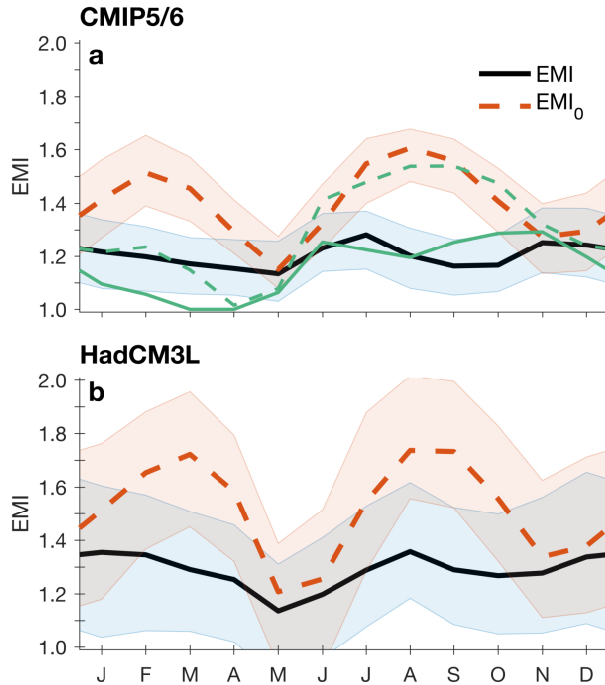 CMIP5/6
a
EMI
EMI0
2.0
1.8
1.6
1.4
1.2
1.0
EMI
HadCM3L
b
2.0
1.8
1.6
1.4
1.2
1.0
EMI
J F M A M J J A S O N D